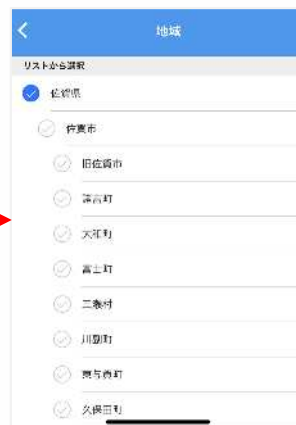 地域
リストから選択
佐賀県
佐賀市
旧佐賀市
諸富町
大和町
富士町
三瀬村
川副町
東与賀町
久保田町